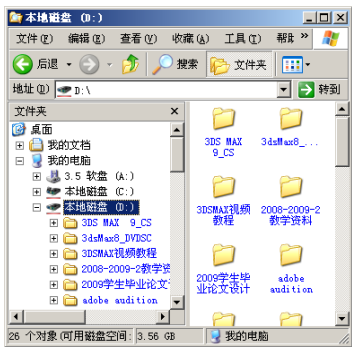 本地磁盘 (D:)
文件(F) 编辑(E) 查看(V) 收藏(A) 工具(T) 帮助 »
后退 搜索 文件夹
地址(D) D:\ 转到
文件夹 ×
桌面
我的文档
我的电脑
3.5 软盘 (A:)
本地磁盘 (C:)
本地磁盘 (D:)
3DS MAX 9_CS
3dsMax8_DVDSC
3DSMAX视频教程
2008-2009-2教学资
2009学生毕业论文
adobe audition
3DS MAX
9_CS
3dsMax8_...
3DSMAX视频
教程
2008-2009-2
教学资料
2009学生毕
业论文设计
adobe
audition
26 个对象(可用磁盘空间: 3.56 GB 我的电脑